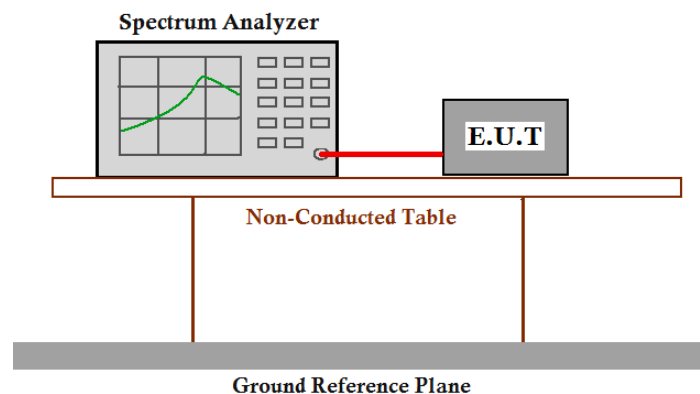 Spectrum Analyzer
E.U.T
Non-Conducted Table
Ground Reference Plane